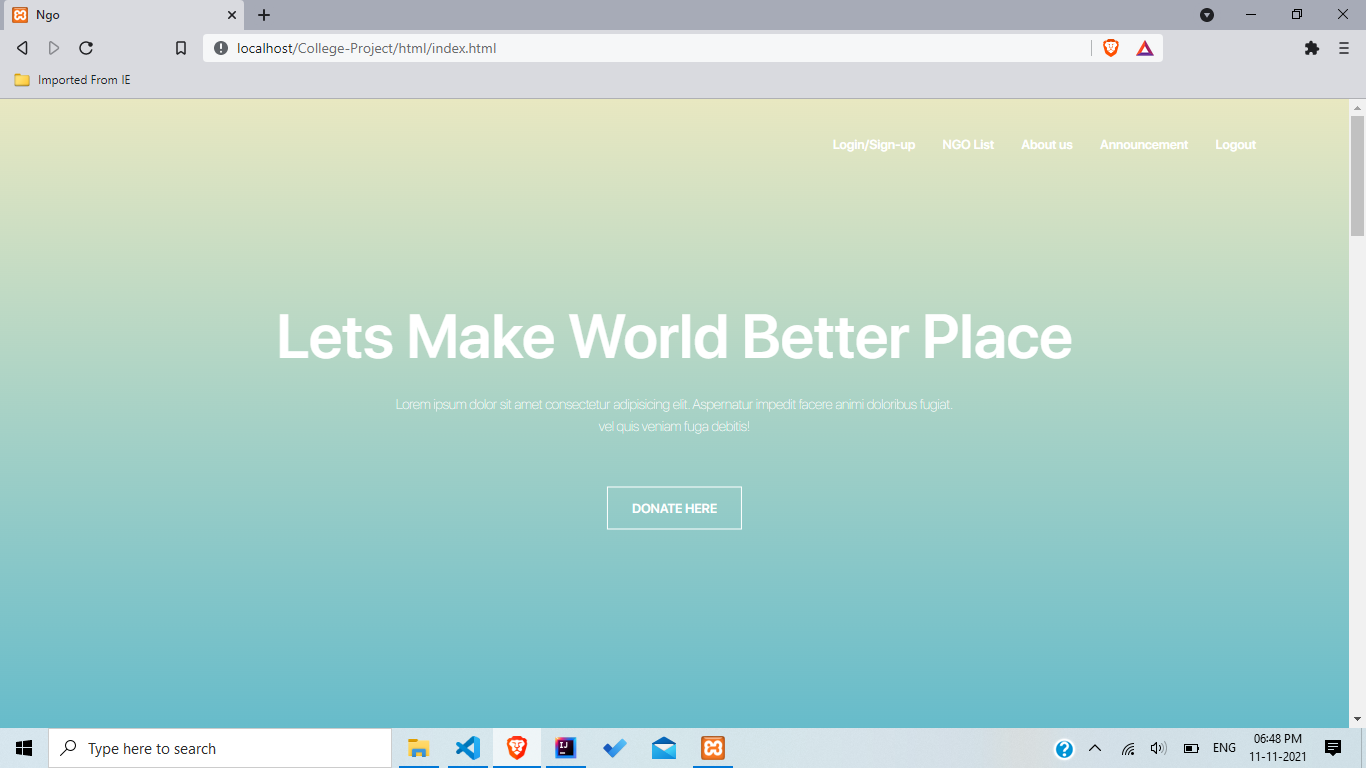 Ngo
localhost/College-Project/html/index.html
Imported From IE
Login/Sign-up NGO List About us Announcement Logout
Lets Make World Better Place
Lorem ipsum dolor sit amet consectetur adipisicing elit. Aspernatur impedit facere animi doloribus fugiat.
vel quis veniam fuga debitis!
DONATE HERE
Type here to search
ENG
06:48 PM
11-11-2021